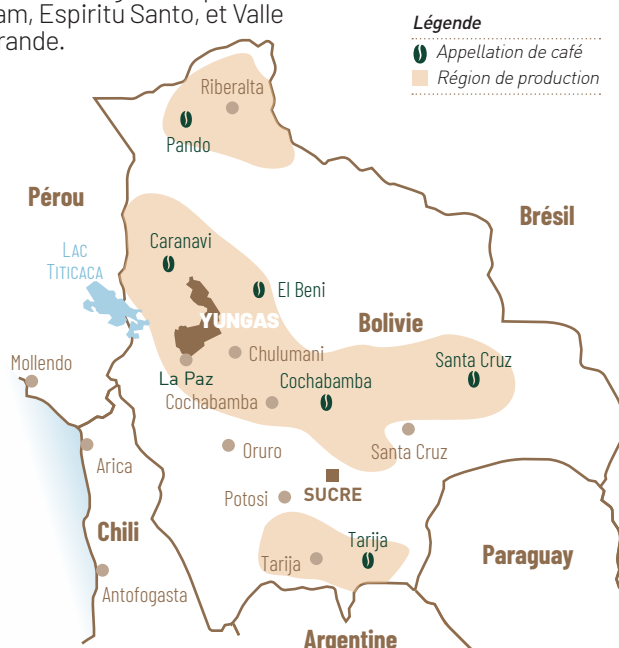 am, Espiritu Santo, et Valle
rande.
Légende
Appellation de café
Région de production
Riberalta
Pando
Pérou
Brésil
Caranavi
LAC
TITICACA
El Beni
YUNGAS
Bolivie
Chulumani
Santa Cruz
Mollendo
La Paz
Cochabamba
Cochabamba
Oruro
Santa Cruz
Arica
Potosi
SUCRE
Chili
Tarija
Tarija
Paraguay
Antofogasta
Argentine